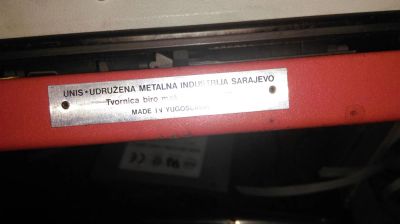 UNIS • UDRUŽENA METALNA INDUSTRIJA SARAJEVO
Tvornica biro
MADE IN